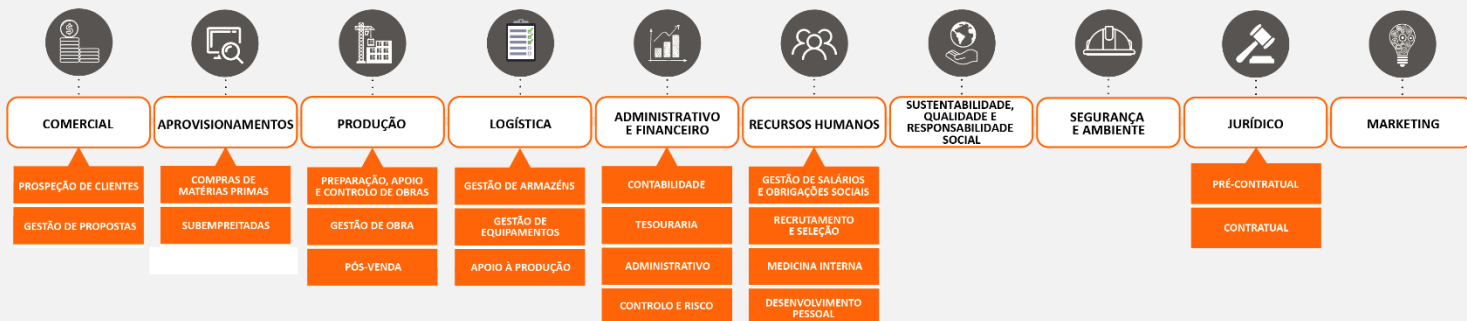 COMERCIAL
PROSPEÇÃO DE CLIENTES
GESTÃO DE PROPOSTAS
APROVISIONAMENTOS
COMPRAS DE
MATÉRIAS PRIMAS
SUBEMPREITADAS
PRODUÇÃO
PREPARAÇÃO, APOIO
E CONTROLO DE OBRAS
GESTÃO DE OBRA
PÓS-VENDA
LOGÍSTICA
GESTÃO DE ARMAZÉNS
GESTÃO DE
EQUIPAMENTOS
APOIO À PRODUÇÃO
ADMINISTRATIVO
E FINANCEIRO
CONTABILIDADE
TESOURARIA
ADMINISTRATIVO
CONTROLO E RISCO
RECURSOS HUMANOS
GESTÃO DE SALÁRIOS
E OBRIGAÇÕES SOCIAIS
RECRUTAMENTO
E SELEÇÃO
MEDICINA INTERNA
DESENVOLVIMENTO
PESSOAL
SUSTENTABILIDADE,
QUALIDADE E
RESPONSABILIDADE
SOCIAL
SEGURANÇA
E AMBIENTE
JURÍDICO
PRÉ-CONTRATUAL
CONTRATUAL
MARKETING